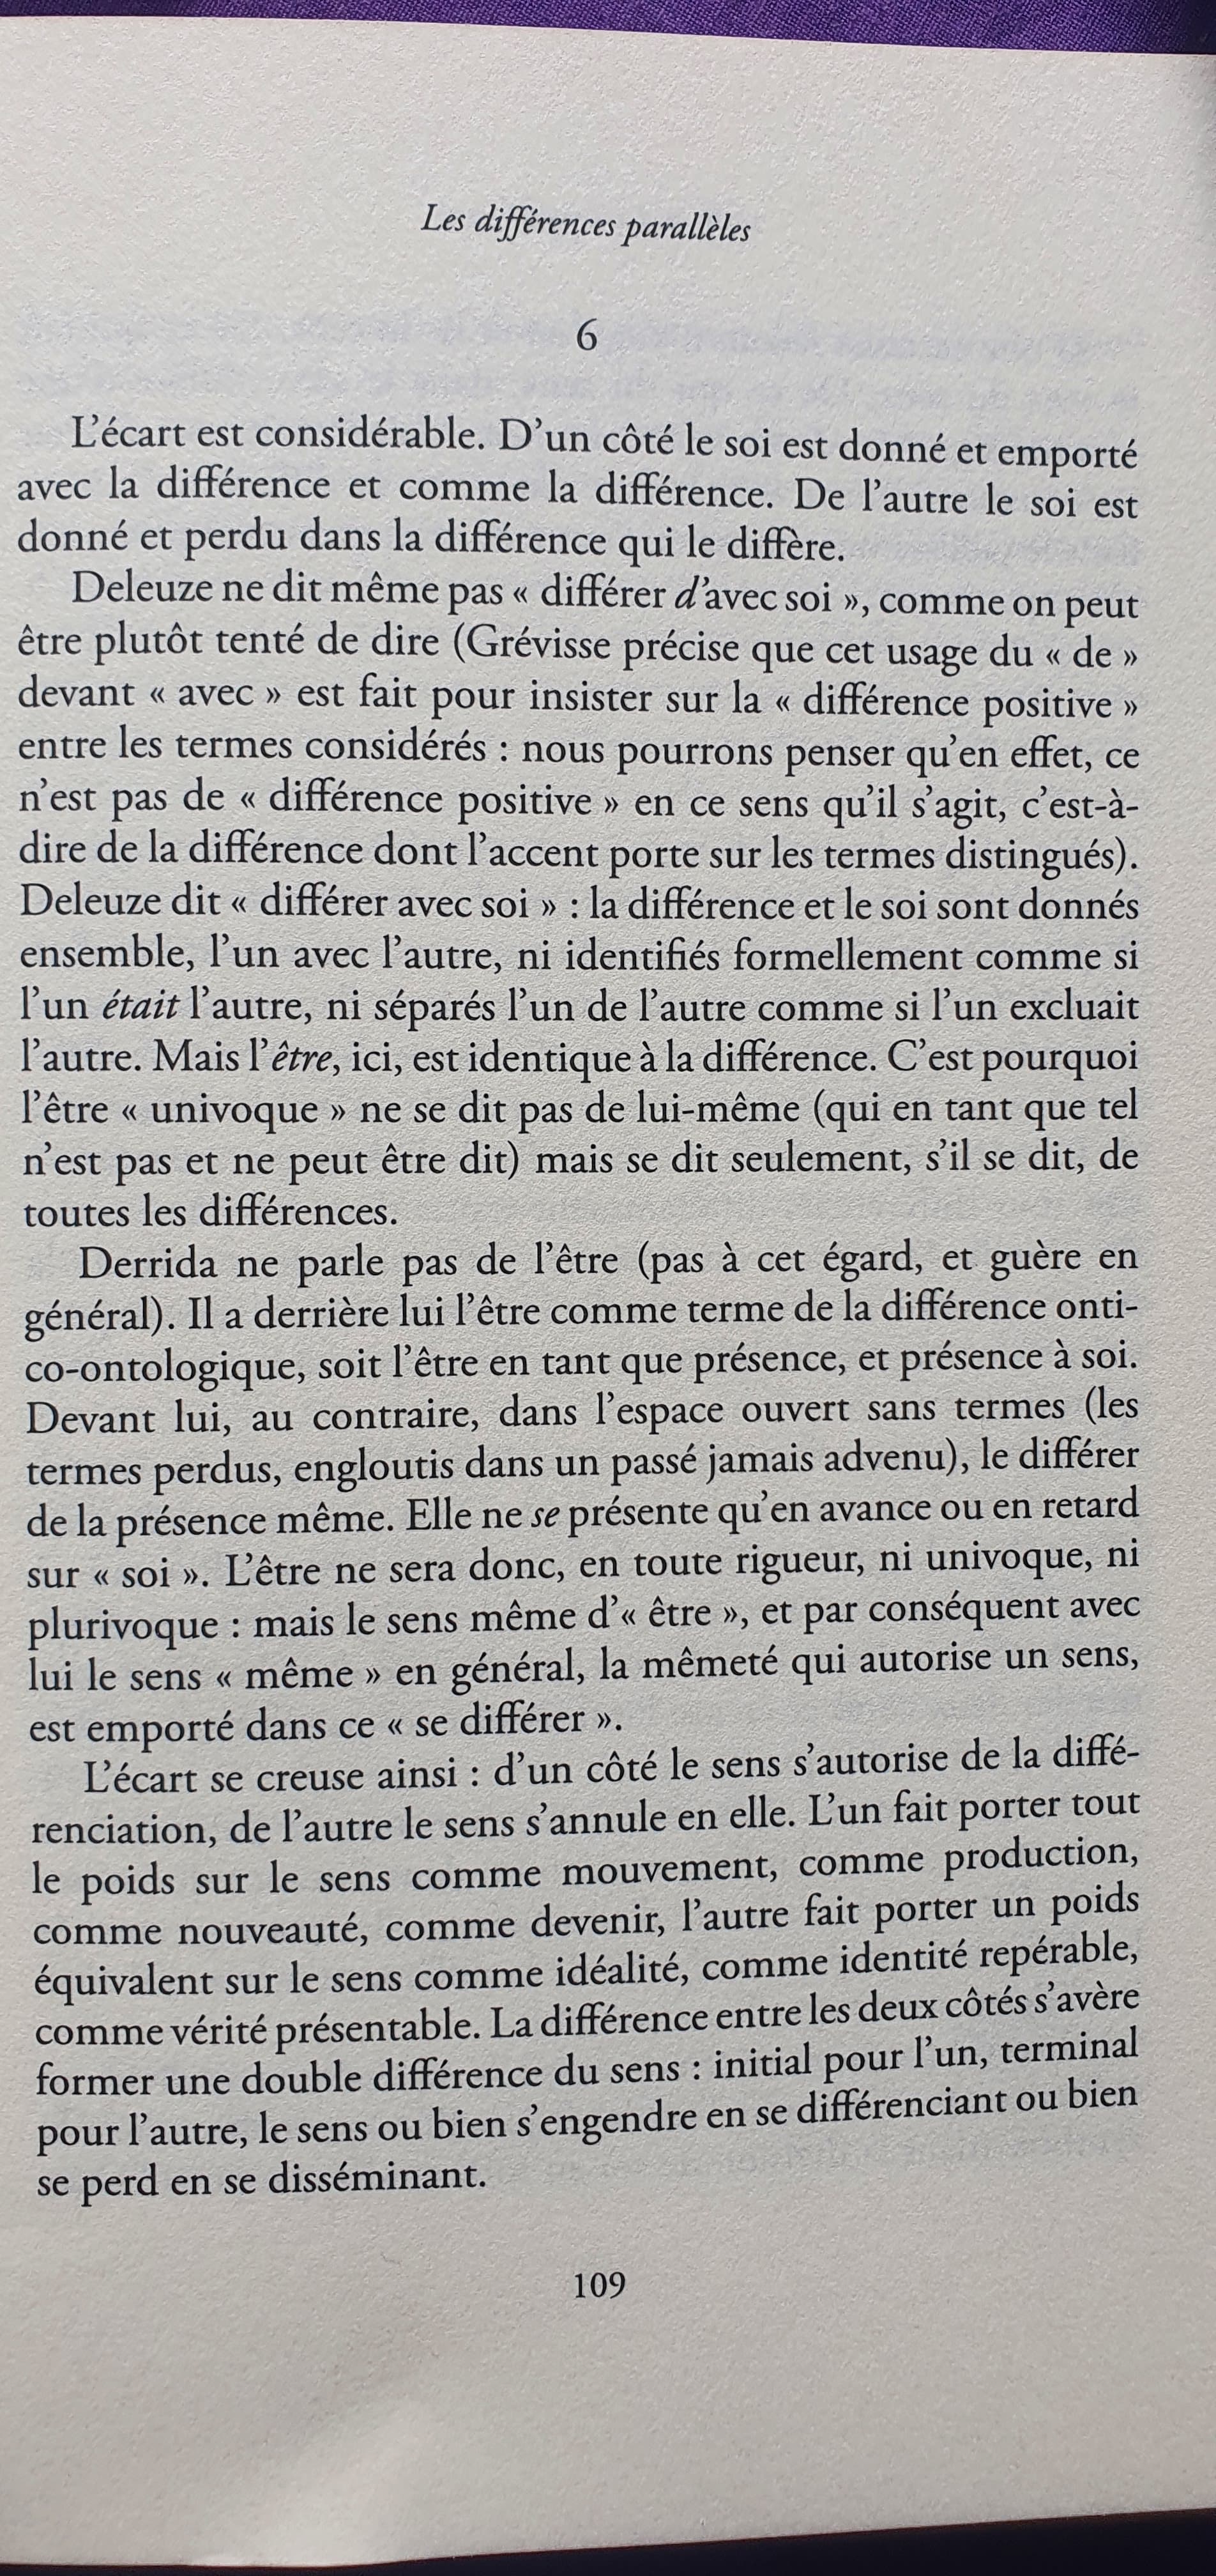 Les différences parallèles
6
L’écart est considérable. D’un côté le soi est donné et emporté
avec la différence et comme la différence. De l’autre le soi est
donné et perdu dans la différence qui le diffère.
Deleuze ne dit même pas « différer d’avec soi », comme on peut
être plutôt tenté de dire (Grévisse précise que cet usage du « de »
devant « avec » est fait pour insister sur la « différence positive »
entre les termes considérés : nous pourrons penser qu’en effet, ce
n’est pas de « différence positive » en ce sens qu’il s’agit, c’est-à-
dire de la différence dont l’accent porte sur les termes distingués).
Deleuze dit « différer avec soi » : la différence et le soi sont donnés
ensemble, l’un avec l’autre, ni identifiés formellement comme si
l’un était l’autre, ni séparés l’un de l’autre comme si l’un excluait
l’autre. Mais l’être, ici, est identique à la différence. C’est pourquoi
l’être « univoque » ne se dit pas de lui-même (qui en tant que tel
n’est pas et ne peut être dit) mais se dit seulement, s’il se dit, de
toutes les différences.
Derrida ne parle pas de l’être (pas à cet égard, et guère en
général). Il a derrière lui l’être comme terme de la différence onti-
co-ontologique, soit l’être en tant que présence, et présence à soi.
Devant lui, au contraire, dans l’espace ouvert sans termes (les
termes perdus, engloutis dans un passé jamais advenu), le différer
de la présence même. Elle ne se présente qu’en avance ou en retard
sur « soi ». L’être ne sera donc, en toute rigueur, ni univoque, ni
plurivoque : mais le sens même d’« être », et par conséquent avec
lui le sens « même » en général, la mêmeté qui autorise un sens,
est emporté dans ce « se différer ».
L’écart se creuse ainsi : d’un côté le sens s’autorise de la diffé-
renciation, de l’autre le sens s’annule en elle. L’un fait porter tout
le poids sur le sens comme mouvement, comme production,
comme nouveauté, comme devenir, l’autre fait porter un poids
équivalent sur le sens comme idéalité, comme identité repérable,
comme vérité présentable. La différence entre les deux côtés s’avère
former une double différence du sens : initial pour l’un, terminal
pour l’autre, le sens ou bien s’engendre en se différenciant ou bien
se perd en se disséminant.
109